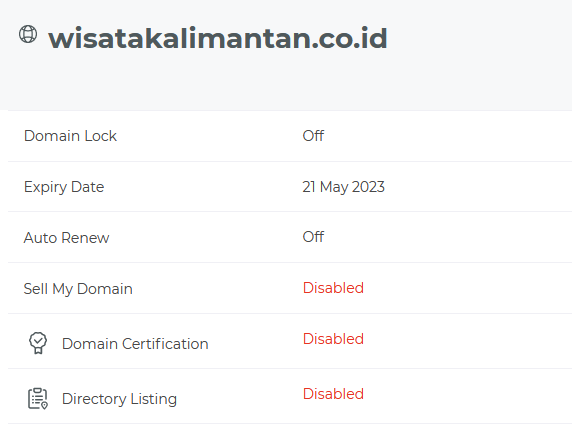 wisatakalimantan.co.id
Domain Lock Off
Expiry Date 21 May 2023
Auto Renew Off
Sell My Domain Disabled
Domain Certification Disabled
Directory Listing Disabled